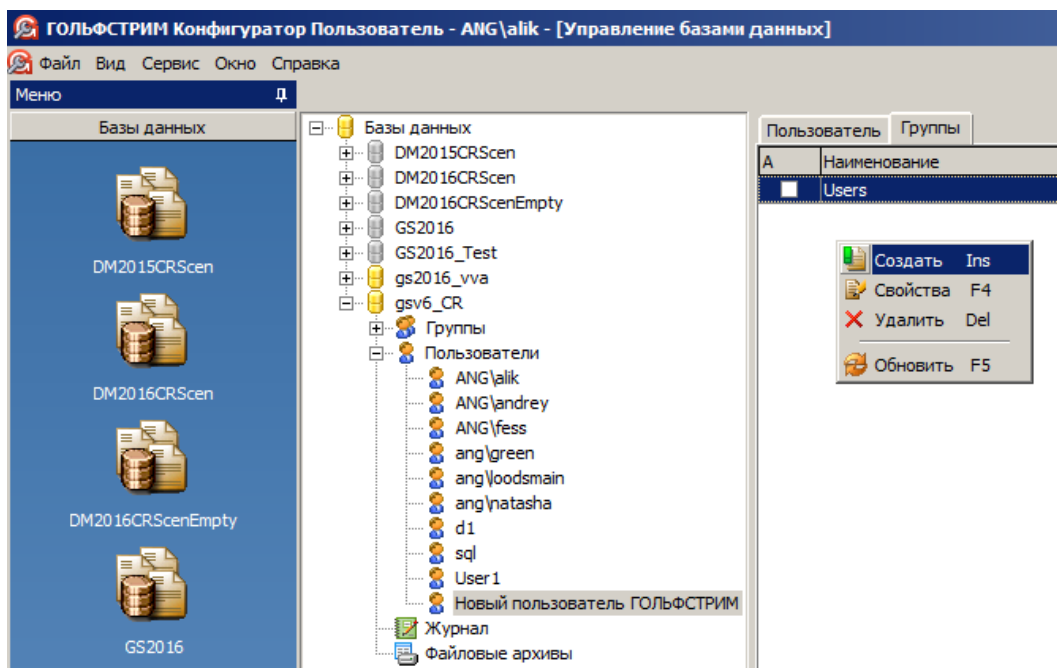 ГОЛЬФСТРИМ Конфигуратор Пользователь - ANG\alik - [Управление базами данных]
Файл Вид Сервис Окно Справка
Меню
Базы данных
DM2015CRScen
DM2016CRScen
DM2016CRScenEmpty
GS2016
Базы данных
DM2015CRScen
DM2016CRScen
DM2016CRScenEmpty
GS2016
GS2016_Test
gs2016_vva
gsv6_CR
Группы
Пользователи
ANG\alik
ANG\andrey
ANG\fess
ang\green
ang\loodsmain
ang\natasha
d1
sql
User1
Новый пользователь ГОЛЬФСТРИМ
Журнал
Файловые архивы
Пользователь Группы
А Наименование
Users
Создать Ins
Свойства F4
Удалить Del
Обновить F5